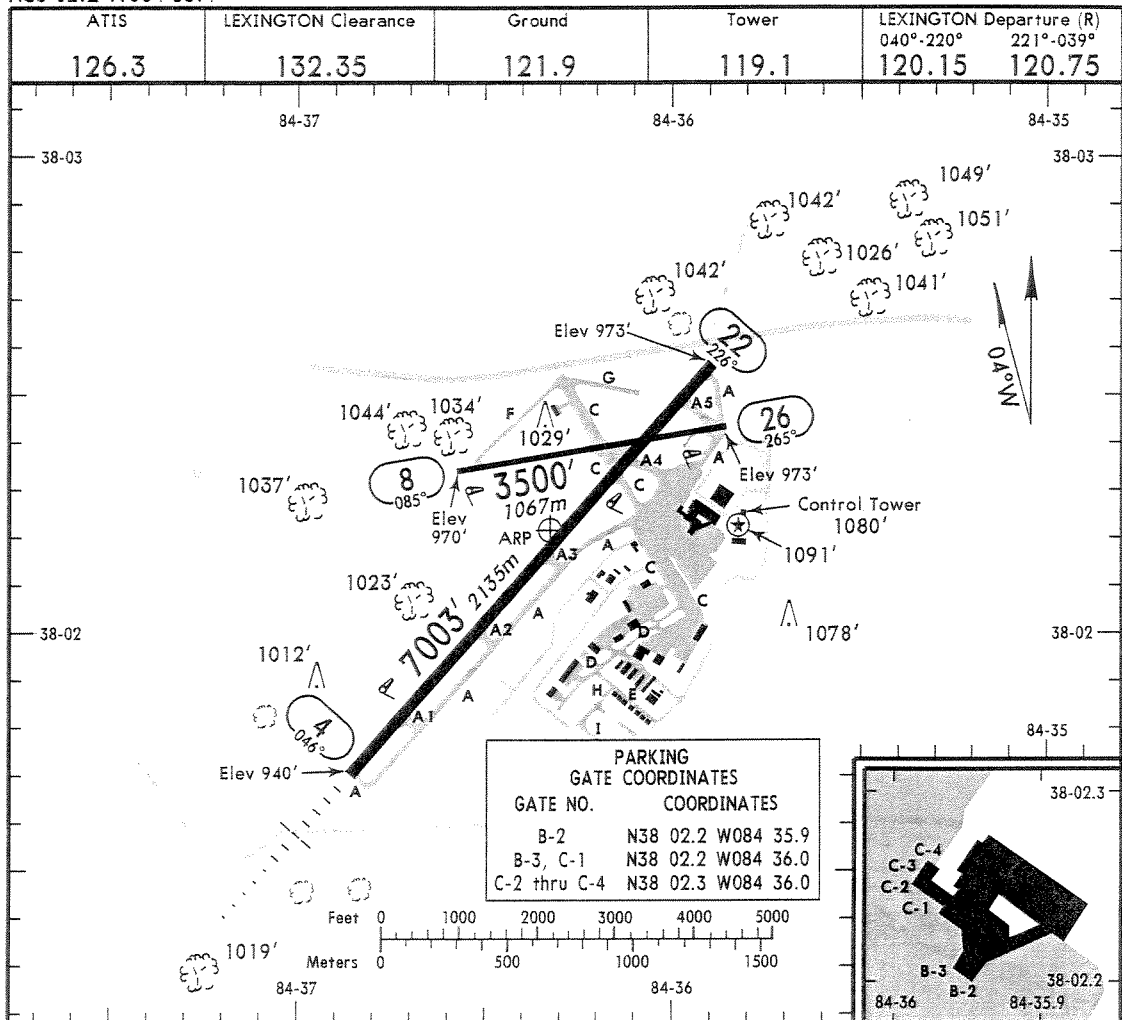 ATIS
126.3
LEXINGTON Clearance
132.35
Ground
121.9
Tower
119.1
LEXINGTON Departure (R)
040°-220° 221°-039°
120.15 120.75
84-37
84-36
84-35
38-03
38-03
1049'
1042'
1051'
1026'
1042'
1041'
Elev 973'
22
226°
04°W
G
A
F
C
A5
26
265°
1044'
1034'
1029'
8
085°
C
A4
A
Elev 973'
3500'
1067m
C
1037'
Elev
970'
ARP
Control Tower
1080'
1091'
A3
A
C
1023'
2135m
7003'
A
C
38-02
A2
D
38-02
1078'
1012'
D
A
H
E
4
046°
A1
I
84-35
Elev 940'
A
PARKING
GATE COORDINATES
GATE NO. COORDINATES
B-2 N38 02.2 W084 35.9
B-3, C-1 N38 02.2 W084 36.0
C-2 thru C-4 N38 02.3 W084 36.0
Feet 0 1000 2000 3000 4000 5000
Meters 0 500 1000 1500
1019'
84-37
84-36
38-02.3
C-4
C-3
C-2
C-1
B-3
B-2
38-02.2
84-36
84-35.9